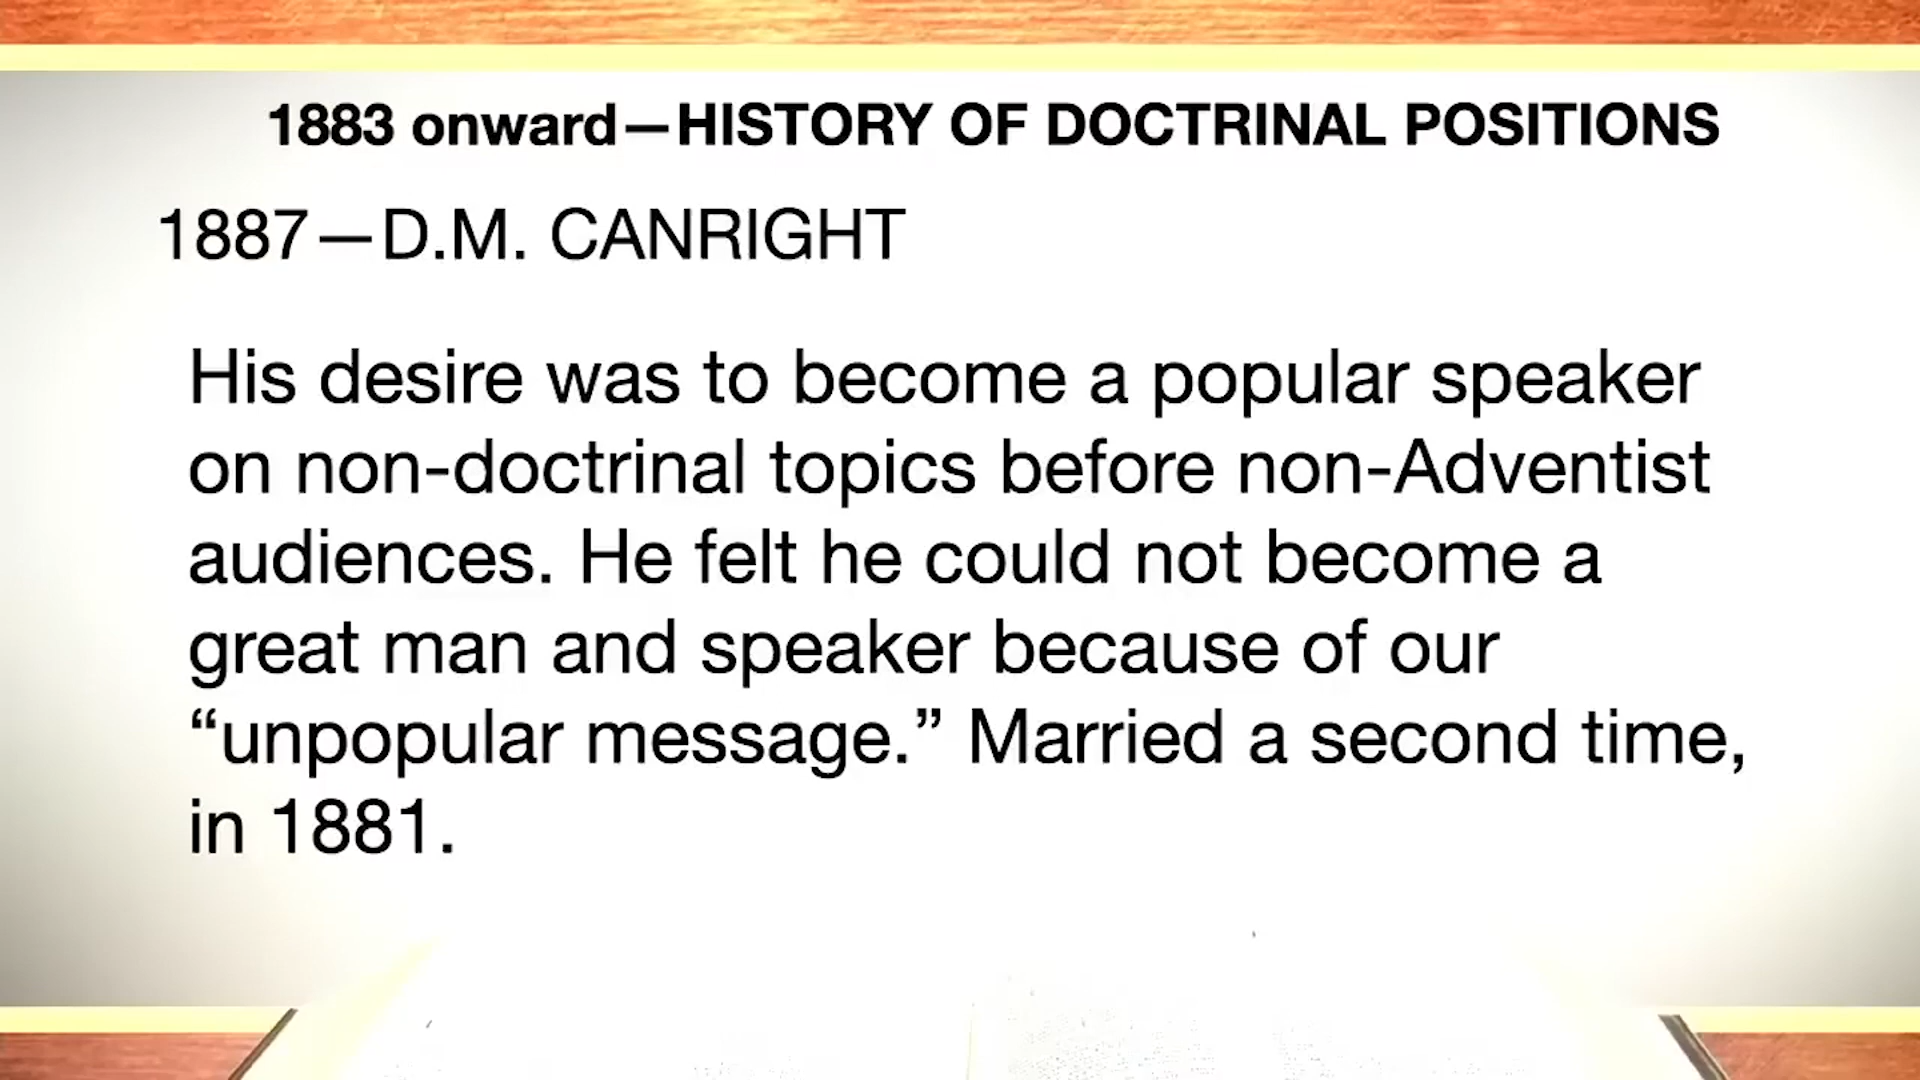 1883 onward—HISTORY OF DOCTRINAL POSITIONS
1887—D.M. CANRIGHT
His desire was to become a popular speaker
on non-doctrinal topics before non-Adventist
audiences. He felt he could not become a
great man and speaker because of our
“unpopular message.” Married a second time,
in 1881.